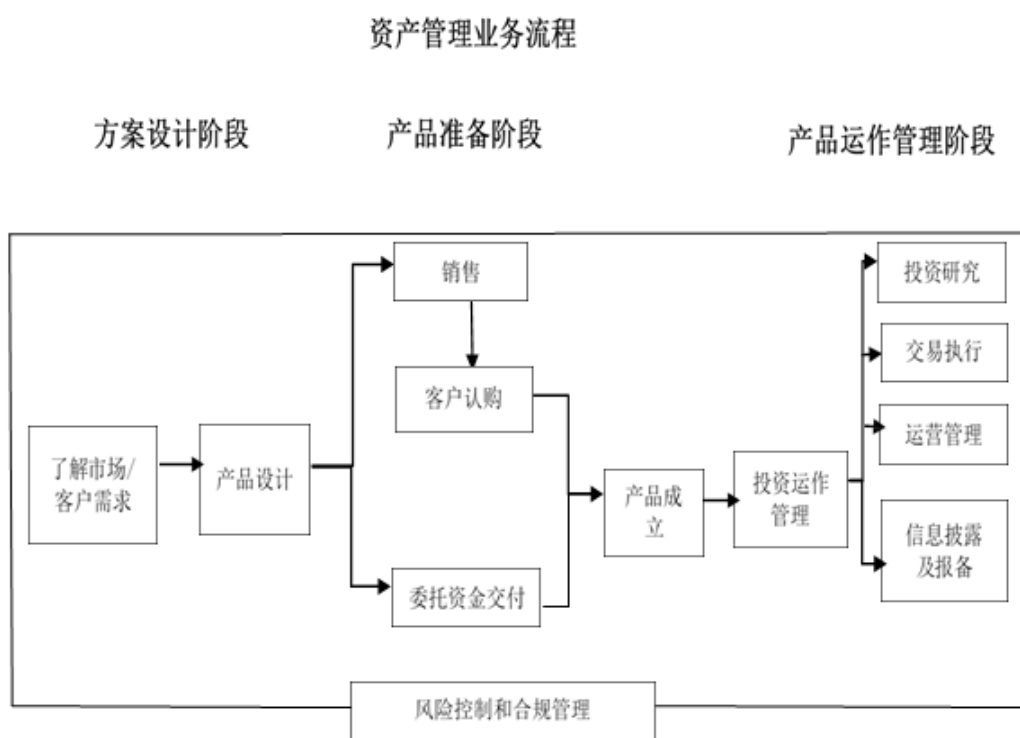 资产管理业务流程
方案设计阶段
产品准备阶段
产品运作管理阶段
销售
投资研究
交易执行
客户认购
运营管理
了解市场/
客户需求
产品设计
产品成
立
投资运作
管理
信息披露
及报备
委托资金交付
风险控制和合规管理